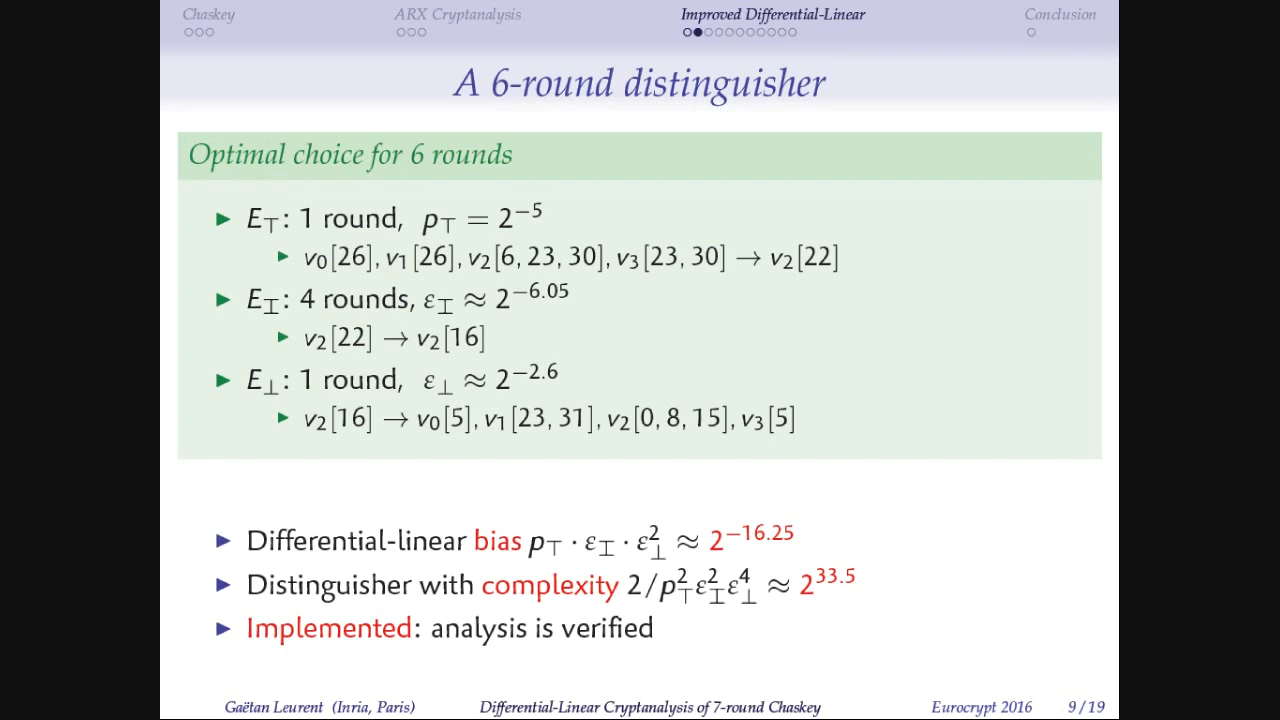 Chaskey ARX Cryptanalysis Improved Differential-Linear Conclusion
A 6-round distinguisher
Optimal choice for 6 rounds
▶ E⊤: 1 round, p⊤ = 2⁻⁵
▶ v₀[26], v₁[26], v₂[6, 23, 30], v₃[23, 30] → v₂[22]
▶ E⌶: 4 rounds, ε⌶ ≈ 2^−6.05
▶ v₂[22] → v₂[16]
▶ E⊥: 1 round, ε⊥ ≈ 2^−2.6
▶ v₂[16] → v₀[5], v₁[23, 31], v₂[0, 8, 15], v₃[5]
▶ Differential-linear bias p⊤ · ε⌶ · ε⊥² ≈ 2^−16.25
▶ Distinguisher with complexity 2/p⊤²ε⌶²ε⊥⁴ ≈ 2^33.5
▶ Implemented: analysis is verified
Gaëtan Leurent (Inria, Paris) Differential-Linear Cryptanalysis of 7-round Chaskey Eurocrypt 2016 9 / 19